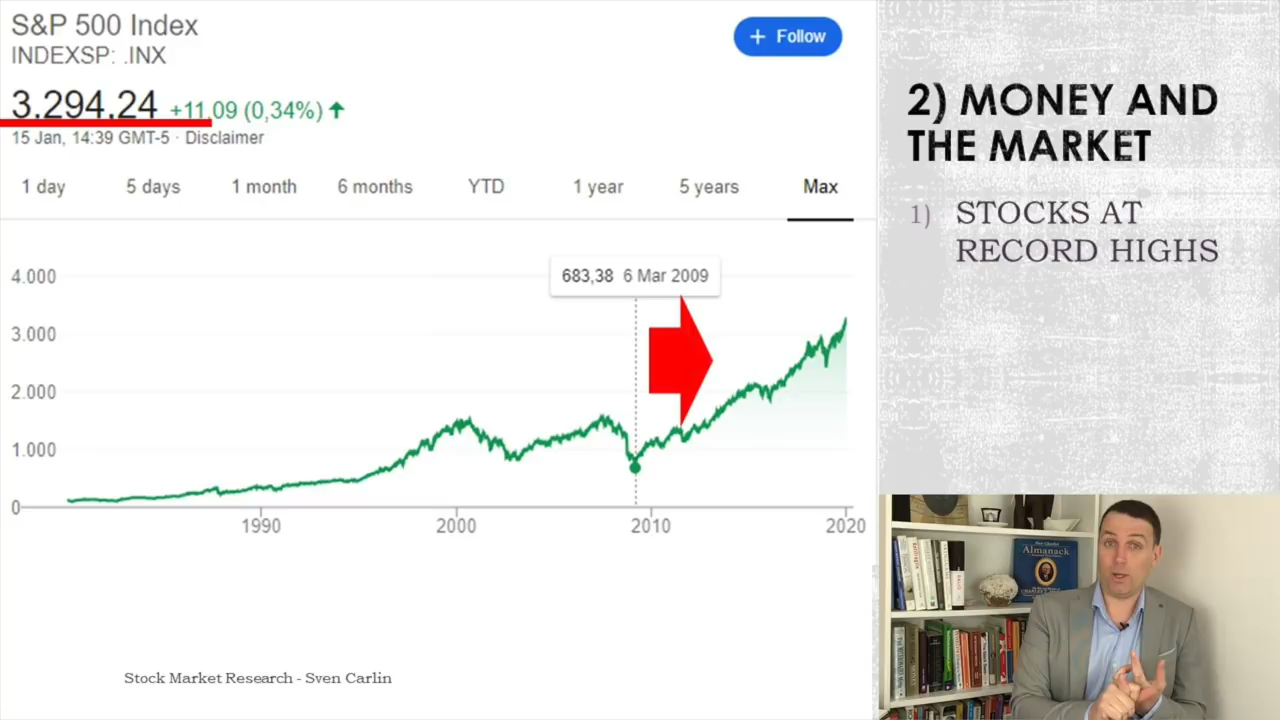 S&P 500 Index
INDEXSP: .INX
+ Follow
3.294,24 +11,09 (0,34%)
15 Jan, 14:39 GMT-5 · Disclaimer
1 day 5 days 1 month 6 months YTD 1 year 5 years Max
683,38 6 Mar 2009
4.000
3.000
2.000
1.000
0
1990 2000 2010 2020
Stock Market Research - Sven Carlin
2) MONEY AND
THE MARKET
1) STOCKS AT
RECORD HIGHS
Almanack